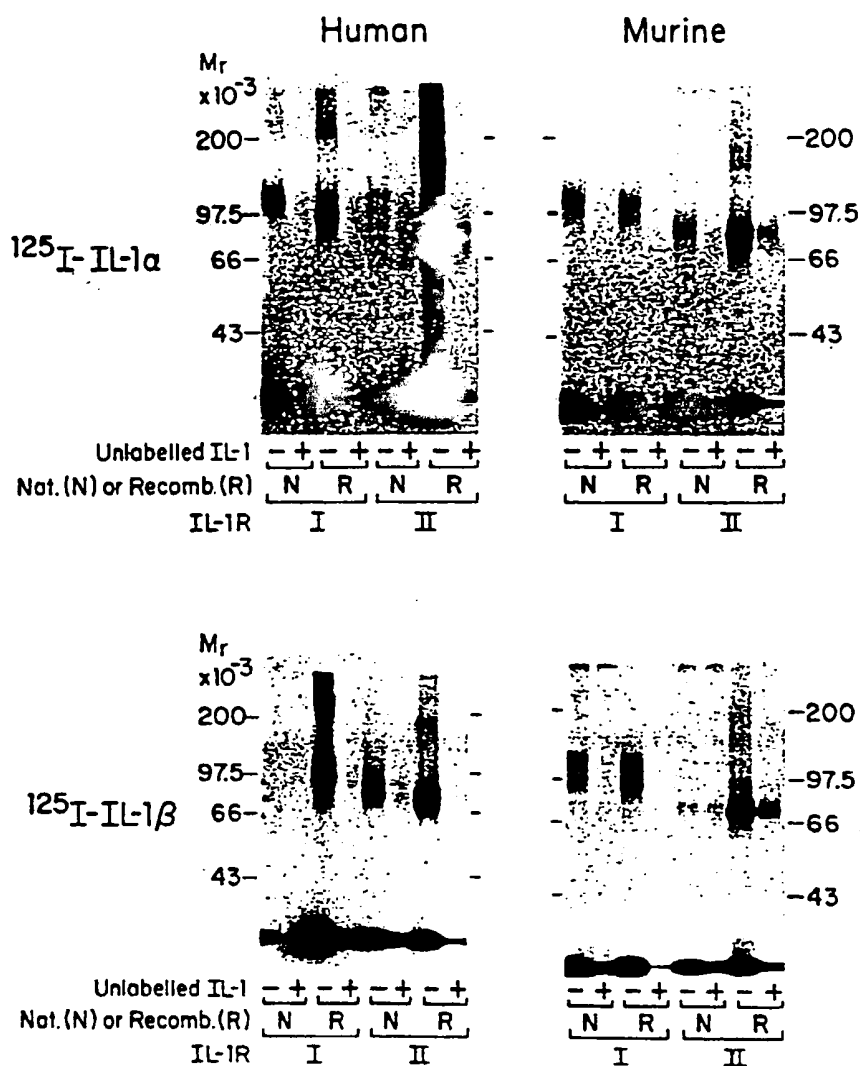 Human Murine
Mr
x10-3
200– –200
97.5– –97.5
125I-IL-1α
66– –66
43– –43
Unlabelled IL-1 – + – + – + – + – + – + – + – +
Nat.(N) or Recomb.(R) N R N R N R N R
IL-1R I II I II
Mr
x10-3
200– –200
97.5– –97.5
125I-IL-1β
66– –66
43– –43
Unlabelled IL-1 – + – + – + – + – + – + – + – +
Nat.(N) or Recomb.(R) N R N R N R N R
IL-1R I II I II